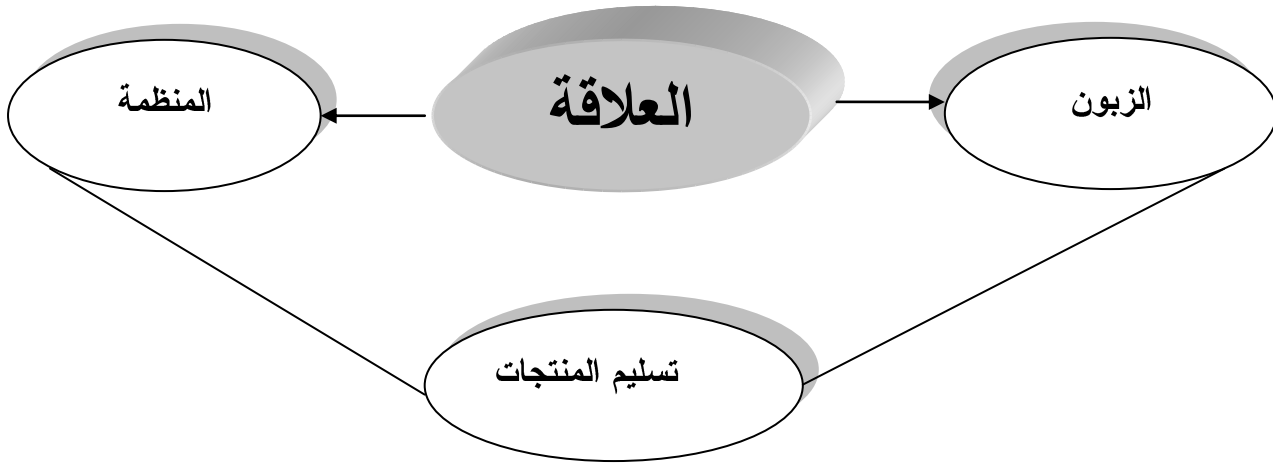 الزبون
العلاقة
المنظمة
تسليم المنتجات